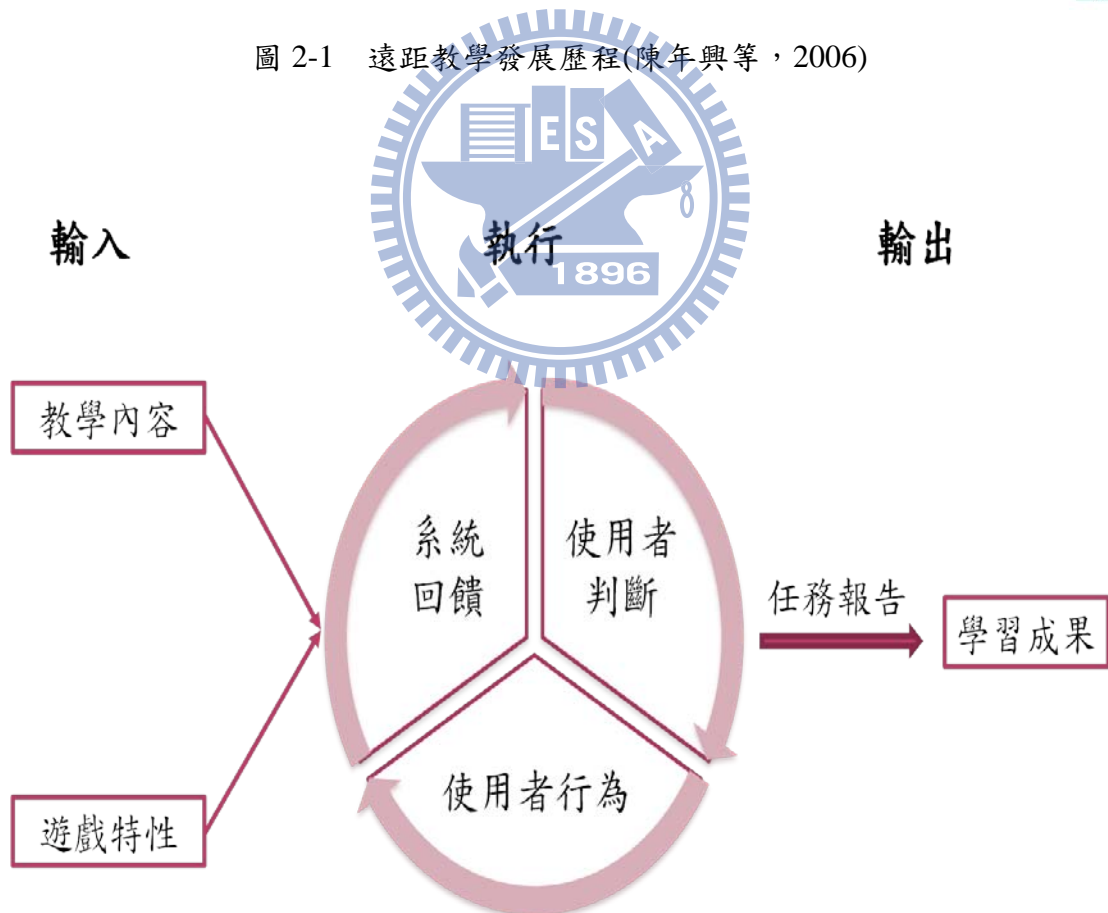 圖 2-1 遠距教學發展歷程(陳年興等，2006)
E S A
輸入
執行
輸出
1896
教學內容
系統
回饋
使用者
判斷
任務報告
學習成果
使用者行為
遊戲特性